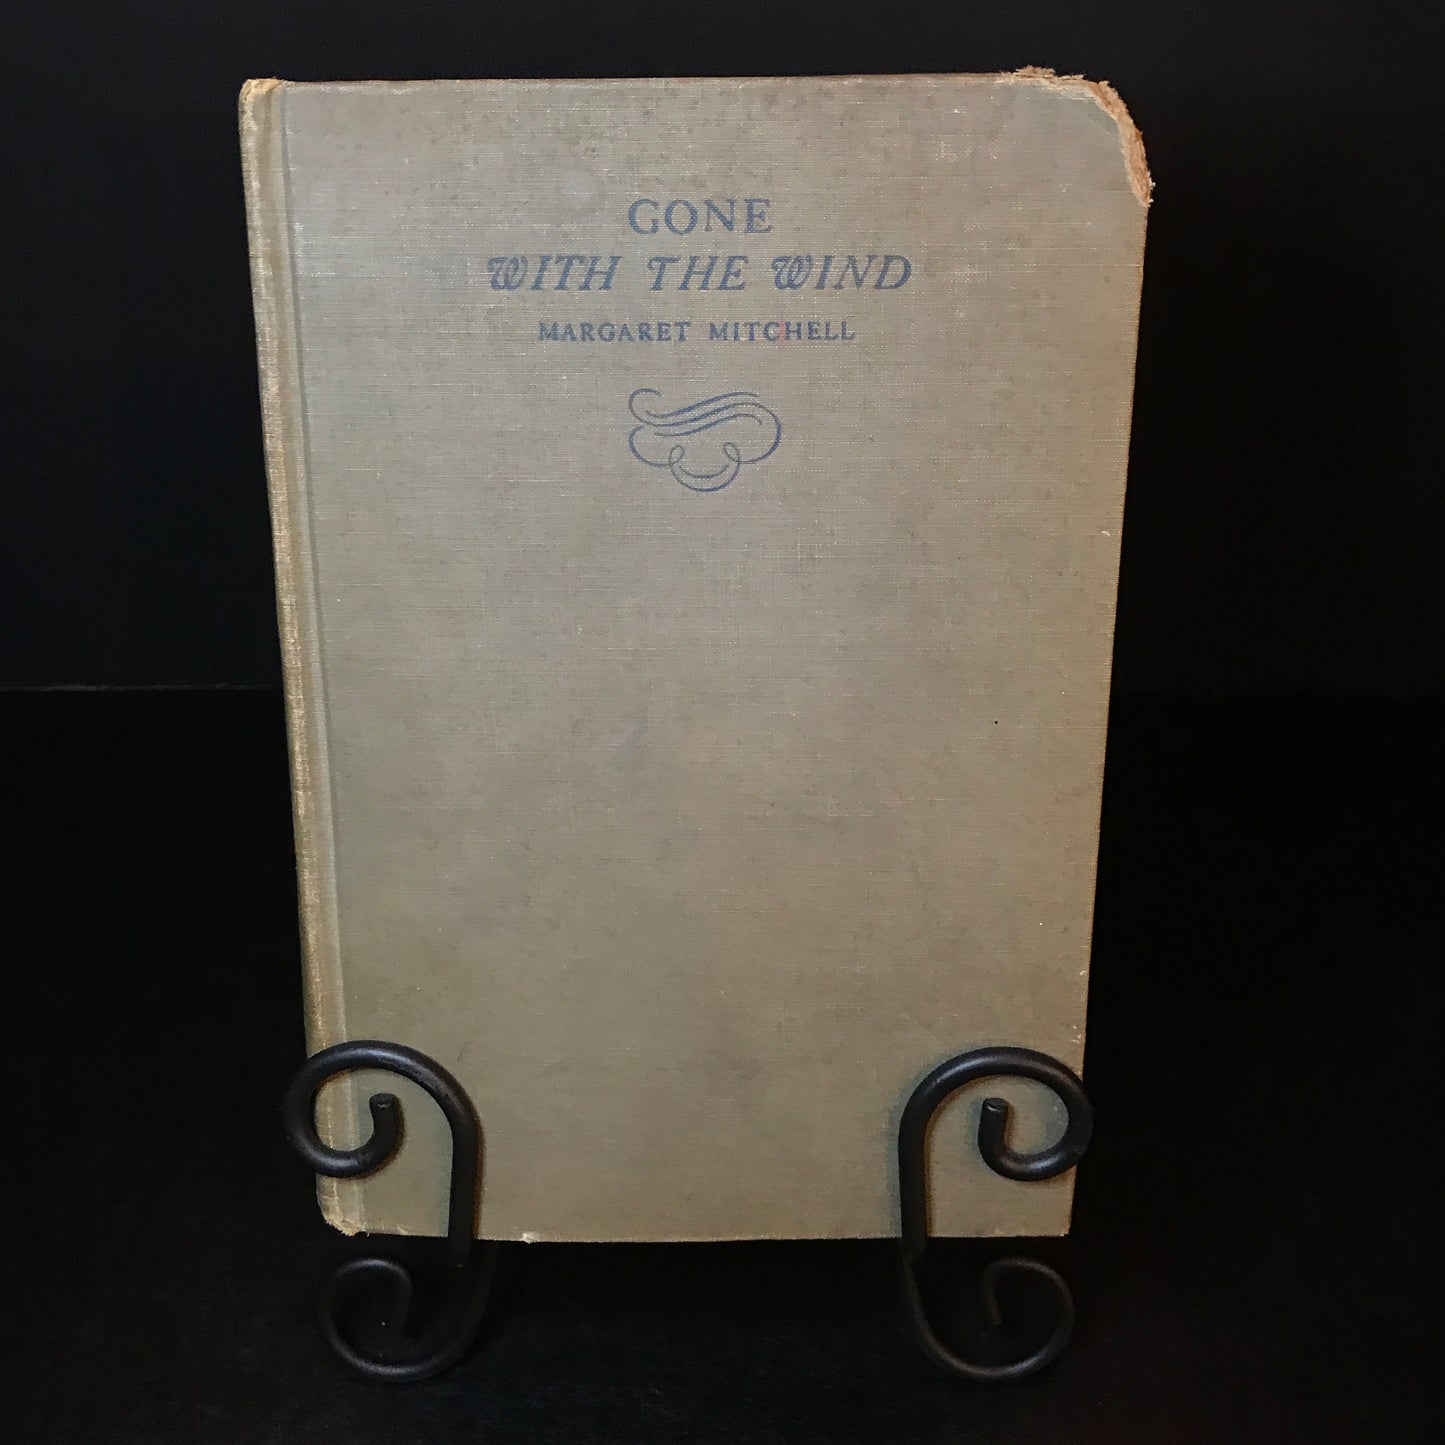 GONE
WITH THE WIND
MARGARET MITCHELL